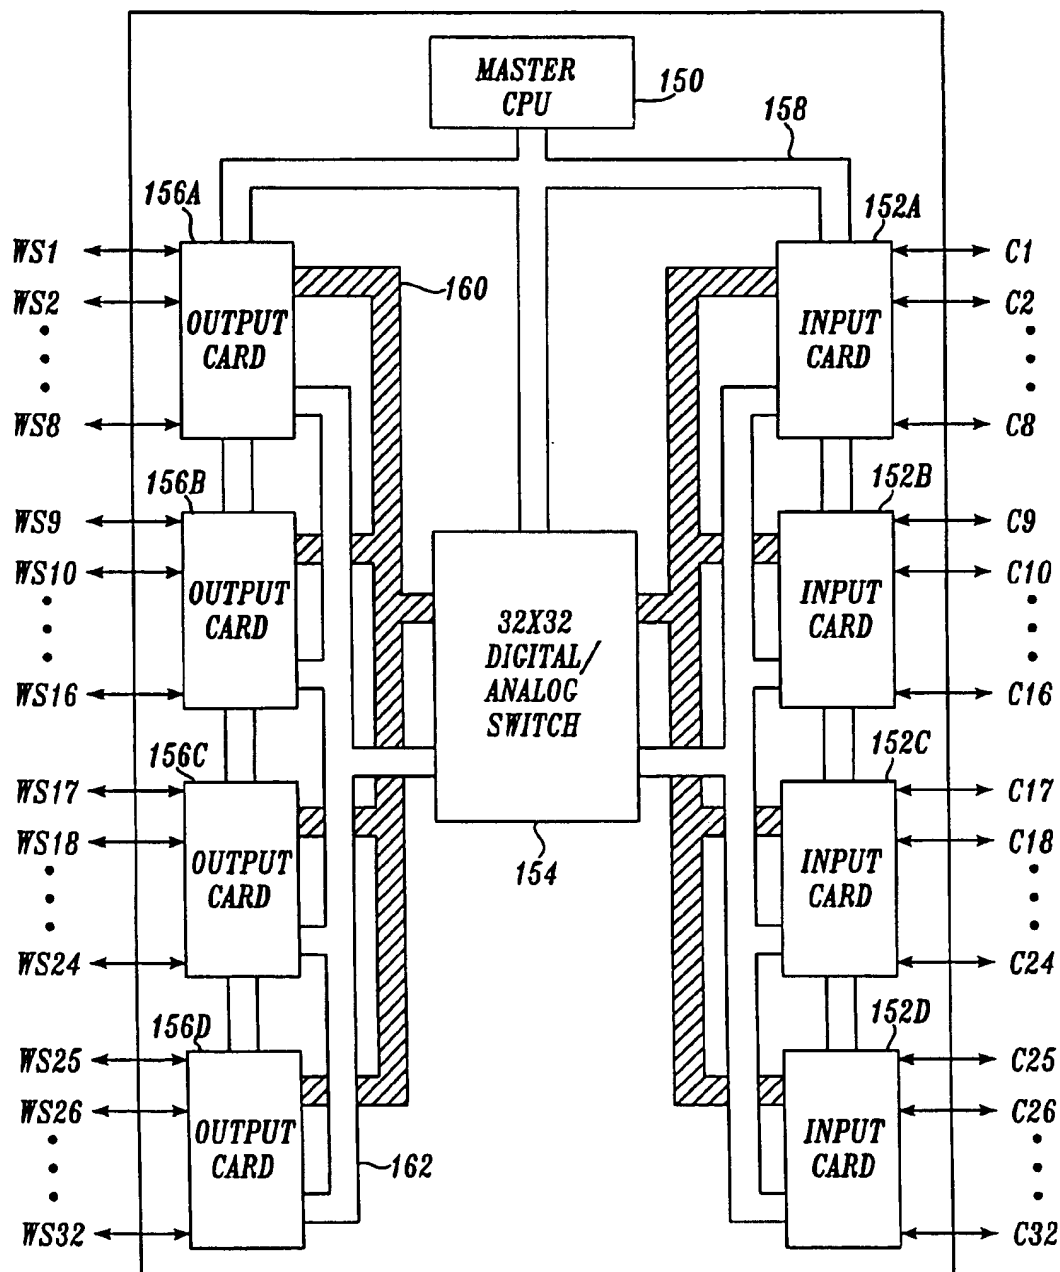 MASTER
CPU
150
158
156A
152A
WS1
C1
WS2
160
C2
OUTPUT
CARD
INPUT
CARD
WS8
C8
156B
152B
WS9
C9
WS10
C10
OUTPUT
CARD
32X32
DIGITAL/
ANALOG
SWITCH
INPUT
CARD
WS16
C16
156C
152C
WS17
C17
WS18
C18
OUTPUT
CARD
154
INPUT
CARD
WS24
C24
156D
152D
WS25
C25
WS26
C26
OUTPUT
CARD
162
INPUT
CARD
WS32
C32